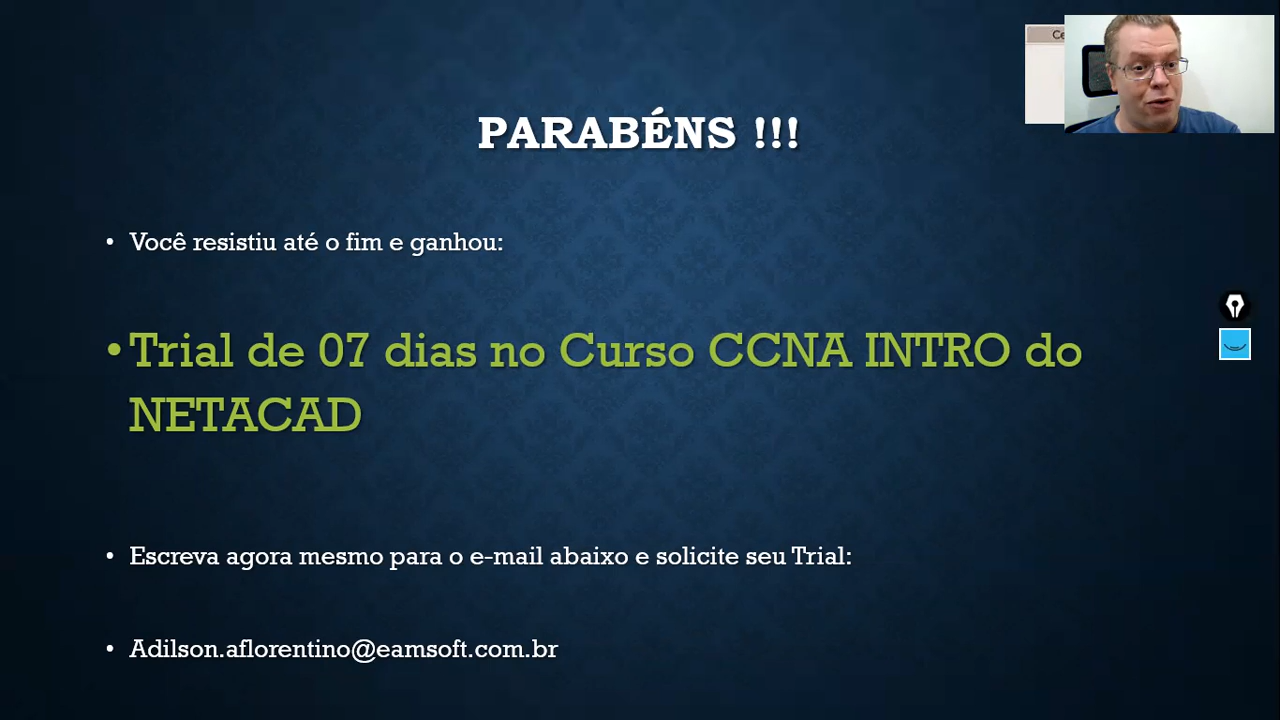 Ce
PARABÉNS !!!
• Você resistiu até o fim e ganhou:
• Trial de 07 dias no Curso CCNA INTRO do
NETACAD
• Escreva agora mesmo para o e-mail abaixo e solicite seu Trial:
• Adilson.aflorentino@eamsoft.com.br